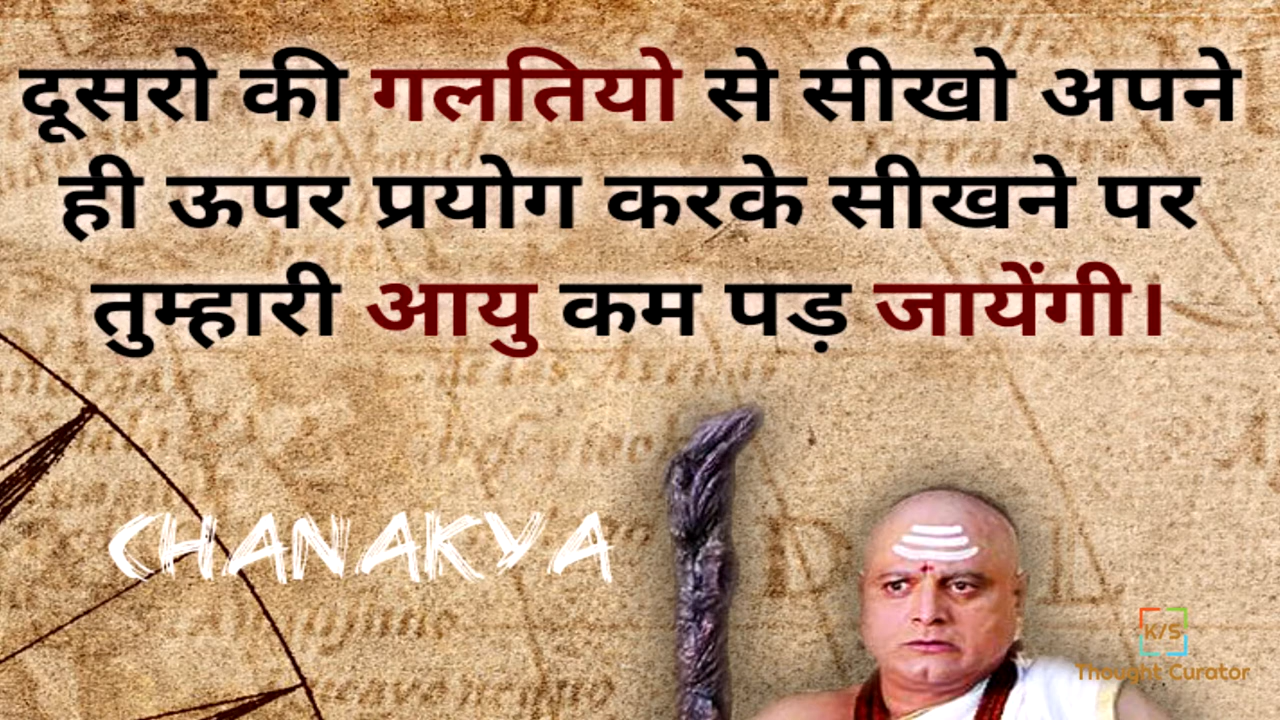 दूसरो की गलतियो से सीखो अपने
ही ऊपर प्रयोग करके सीखने पर
तुम्हारी आयु कम पड़ जायेंगी।
CHANAKYA
K/S
Thought Curator